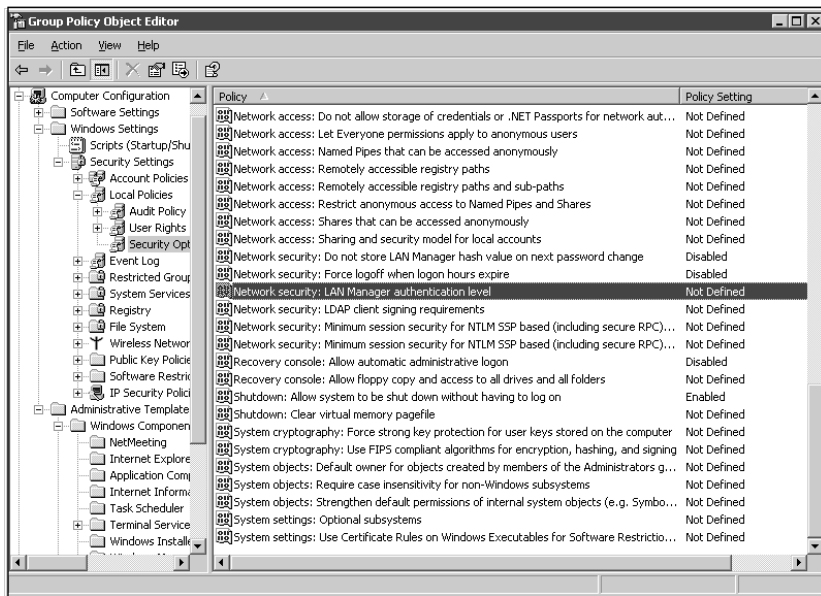 Group Policy Object Editor
File Action View Help
Computer Configuration
Software Settings
Windows Settings
Scripts (Startup/Shu
Security Settings
Account Policies
Local Policies
Audit Policy
User Rights
Security Opt
Event Log
Restricted Group
System Services
Registry
File System
Wireless Networ
Public Key Policie
Software Restric
IP Security Polici
Administrative Template
Windows Componen
NetMeeting
Internet Explore
Application Com
Internet Informa
Task Scheduler
Terminal Service
Windows Installe
Policy Policy Setting
Network access: Do not allow storage of credentials or .NET Passports for network aut... Not Defined
Network access: Let Everyone permissions apply to anonymous users Not Defined
Network access: Named Pipes that can be accessed anonymously Not Defined
Network access: Remotely accessible registry paths Not Defined
Network access: Remotely accessible registry paths and sub-paths Not Defined
Network access: Restrict anonymous access to Named Pipes and Shares Not Defined
Network access: Shares that can be accessed anonymously Not Defined
Network access: Sharing and security model for local accounts Not Defined
Network security: Do not store LAN Manager hash value on next password change Disabled
Network security: Force logoff when logon hours expire Disabled
Network security: LAN Manager authentication level Not Defined
Network security: LDAP client signing requirements Not Defined
Network security: Minimum session security for NTLM SSP based (including secure RPC)... Not Defined
Network security: Minimum session security for NTLM SSP based (including secure RPC)... Not Defined
Recovery console: Allow automatic administrative logon Disabled
Recovery console: Allow floppy copy and access to all drives and all folders Not Defined
Shutdown: Allow system to be shut down without having to log on Enabled
Shutdown: Clear virtual memory pagefile Not Defined
System cryptography: Force strong key protection for user keys stored on the computer Not Defined
System cryptography: Use FIPS compliant algorithms for encryption, hashing, and signing Not Defined
System objects: Default owner for objects created by members of the Administrators g... Not Defined
System objects: Require case insensitivity for non-Windows subsystems Not Defined
System objects: Strengthen default permissions of internal system objects (e.g. Symbo... Not Defined
System settings: Optional subsystems Not Defined
System settings: Use Certificate Rules on Windows Executables for Software Restrictio... Not Defined